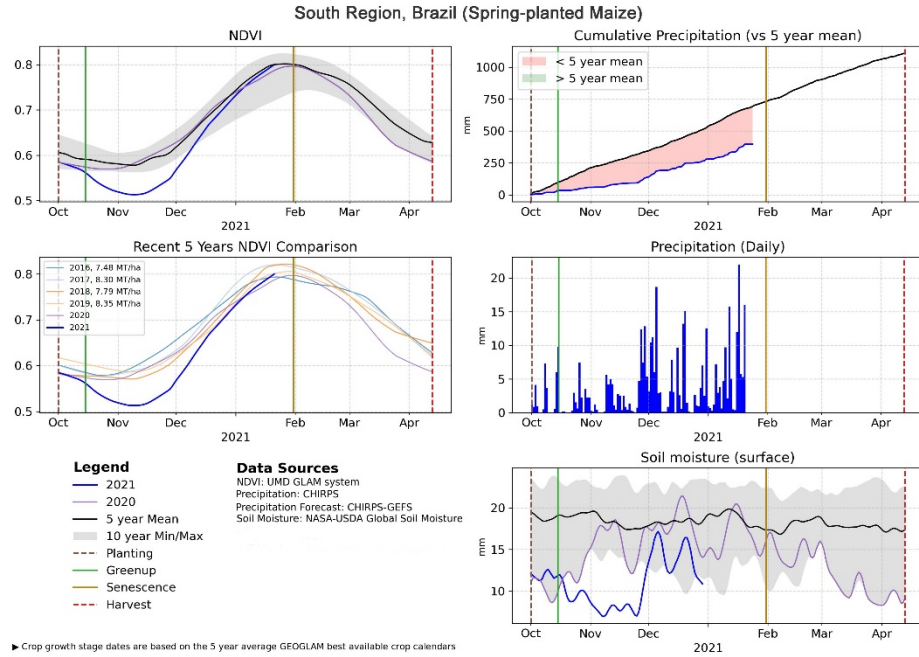 South Region, Brazil (Spring-planted Maize)
NDVI
0.8
0.7
0.6
0.5
Oct Nov Dec Feb Mar Apr
2021
Cumulative Precipitation (vs 5 year mean)
< 5 year mean
> 5 year mean
1000
750
500
250
0
mm
Oct Nov Dec Feb Mar Apr
2021
Recent 5 Years NDVI Comparison
2016, 7.48 MT/ha
2017, 8.30 MT/ha
2018, 7.79 MT/ha
2019, 8.35 MT/ha
2020
2021
0.8
0.7
0.6
0.5
Oct Nov Dec Feb Mar Apr
2021
Precipitation (Daily)
20
15
10
5
0
mm
Oct Nov Dec Feb Mar Apr
2021
Legend
2021
2020
5 year Mean
10 year Min/Max
Planting
Greenup
Senescence
Harvest
Data Sources
NDVI: UMD GLAM system
Precipitation: CHIRPS
Precipitation Forecast: CHIRPS-GEFS
Soil Moisture: NASA-USDA Global Soil Moisture
Soil moisture (surface)
20
15
10
mm
Oct Nov Dec Feb Mar Apr
2021
▶ Crop growth stage dates are based on the 5 year average GEOGLAM best available crop calendars